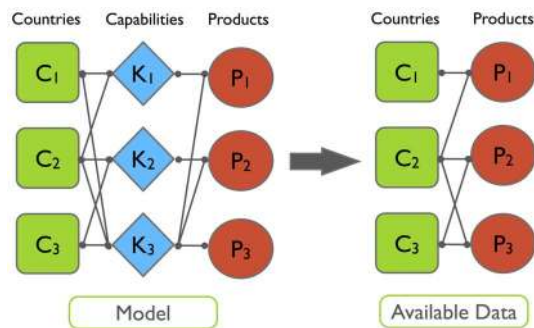 Countries Capabilities Products Countries Products
C1 K1 P1 C1 P1
C2 K2 P2 C2 P2
C3 K3 P3 C3 P3
Model Available Data